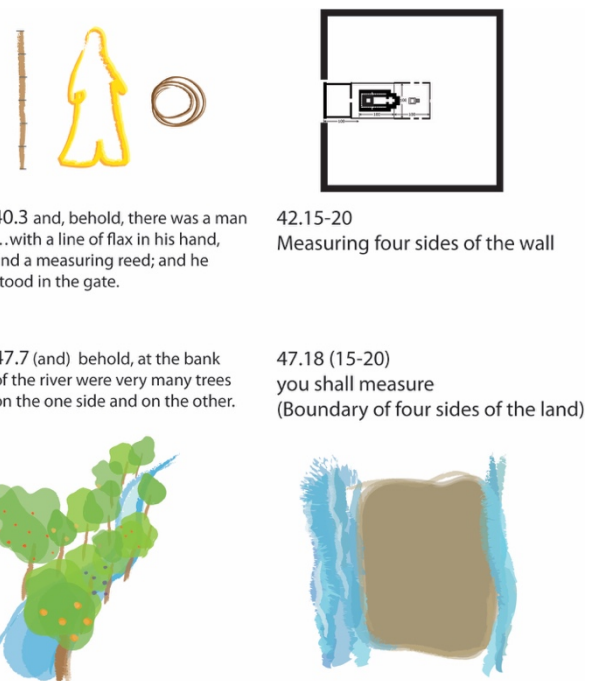 40.3 and, behold, there was a man
...with a line of flax in his hand,
and a measuring reed; and he
stood in the gate.
42.15-20
Measuring four sides of the wall
47.7 (and) behold, at the bank
of the river were very many trees
on the one side and on the other.
47.18 (15-20)
you shall measure
(Boundary of four sides of the land)